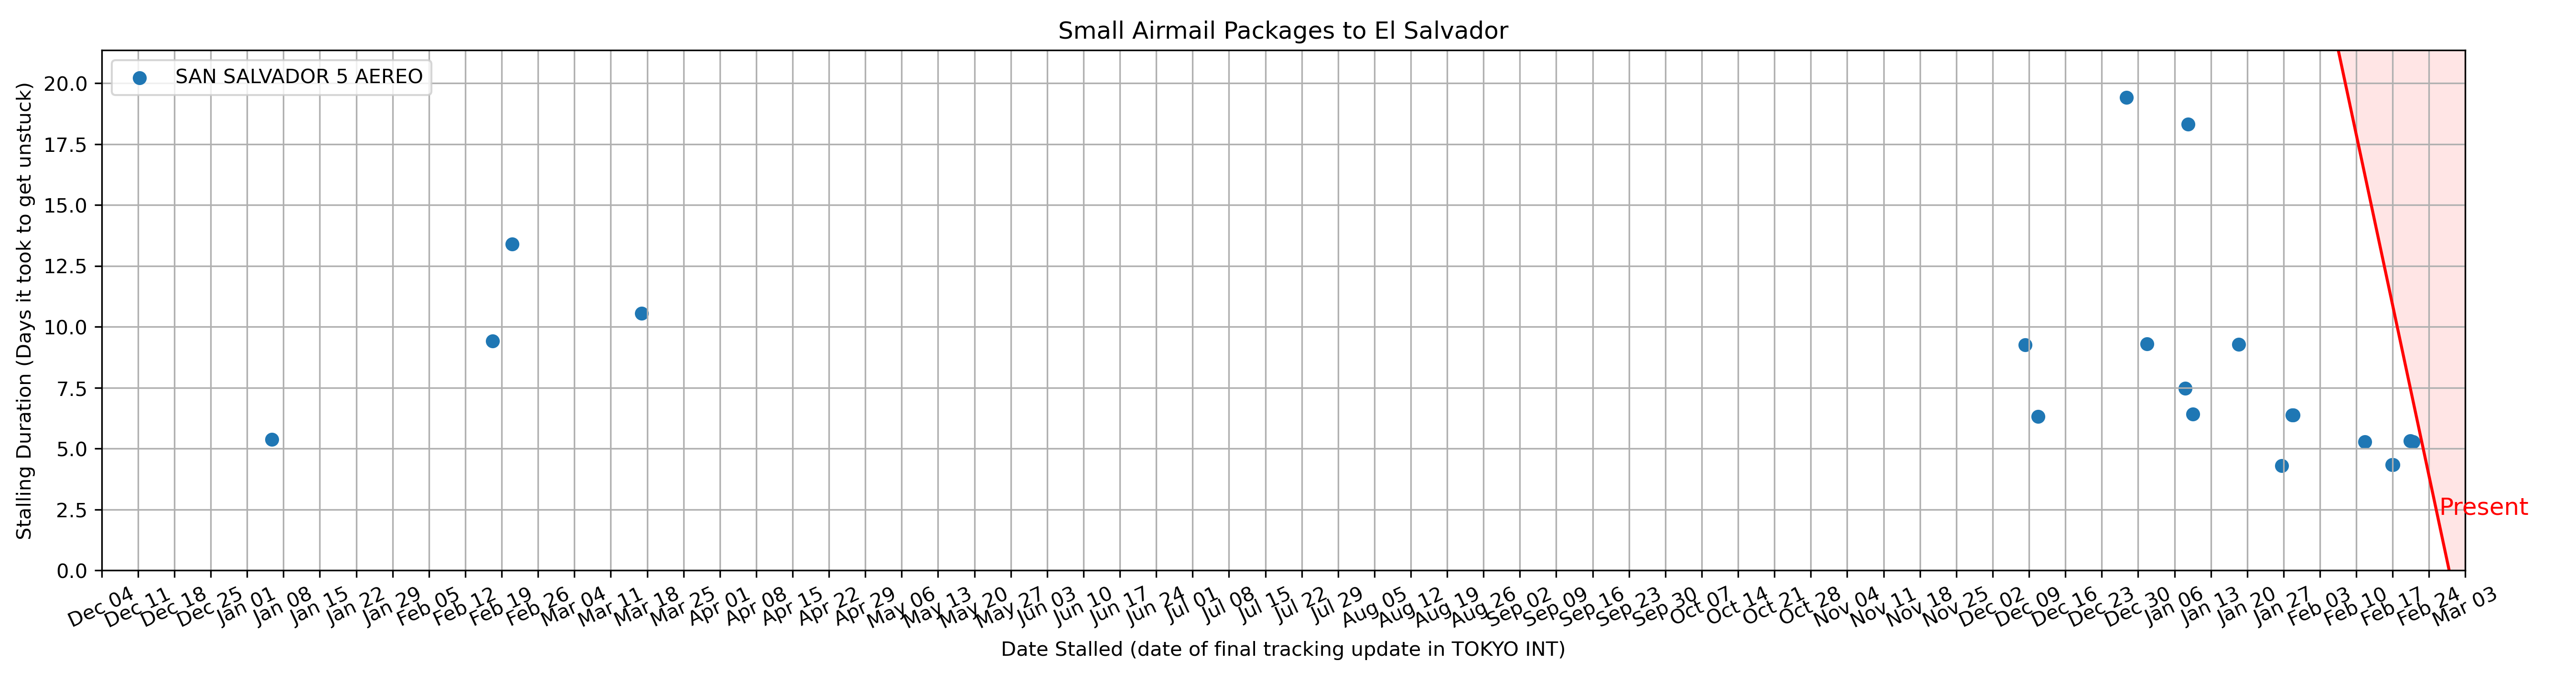 Small Airmail Packages to El Salvador
SAN SALVADOR 5 AEREO
Stalling Duration (Days it took to get unstuck)
20.0
17.5
15.0
12.5
10.0
7.5
5.0
2.5
0.0
Present
Dec 04 Dec 11 Dec 18 Dec 25 Jan 01 Jan 08 Jan 15 Jan 22 Jan 29 Feb 05 Feb 12 Feb 19 Feb 26 Mar 04 Mar 11 Mar 18 Mar 25 Apr 01 Apr 08 Apr 15 Apr 22 Apr 29 May 06 May 13 May 20 May 27 Jun 03 Jun 10 Jun 17 Jun 24 Jul 01 Jul 08 Jul 15 Jul 22 Jul 29 Aug 05 Aug 12 Aug 19 Aug 26 Sep 02 Sep 09 Sep 16 Sep 23 Sep 30 Oct 07 Oct 14 Oct 21 Oct 28 Nov 04 Nov 11 Nov 18 Nov 25 Dec 02 Dec 09 Dec 16 Dec 23 Dec 30 Jan 06 Jan 13 Jan 20 Jan 27 Feb 03 Feb 10 Feb 17 Feb 24 Mar 03
Date Stalled (date of final tracking update in TOKYO INT)